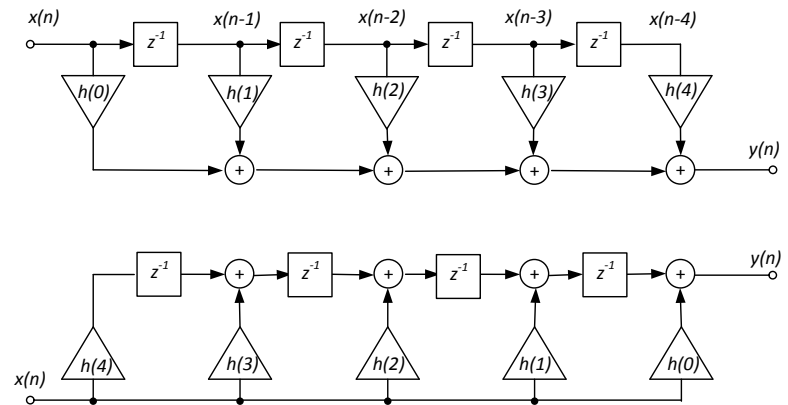 x(n) x(n-1) x(n-2) x(n-3) x(n-4)
z⁻¹ z⁻¹ z⁻¹ z⁻¹
h(0) h(1) h(2) h(3) h(4)
y(n)
+ + + +
y(n)
z⁻¹ + z⁻¹ + z⁻¹ + z⁻¹ +
h(4) h(3) h(2) h(1) h(0)
x(n)